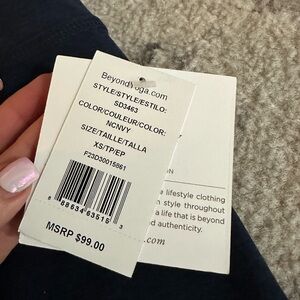 BeyondYoga.com
STYLE/STYLE/ESTILO:
SD3463
COLOR/COULEUR/COLOR:
NCNVY
SIZE/TAILLE/TALLA
XS/TP/EP
F23D30015861
MSRP $99.00
a lifestyle clothing
n style throughout
a life that is beyond
d authenticity.
.com